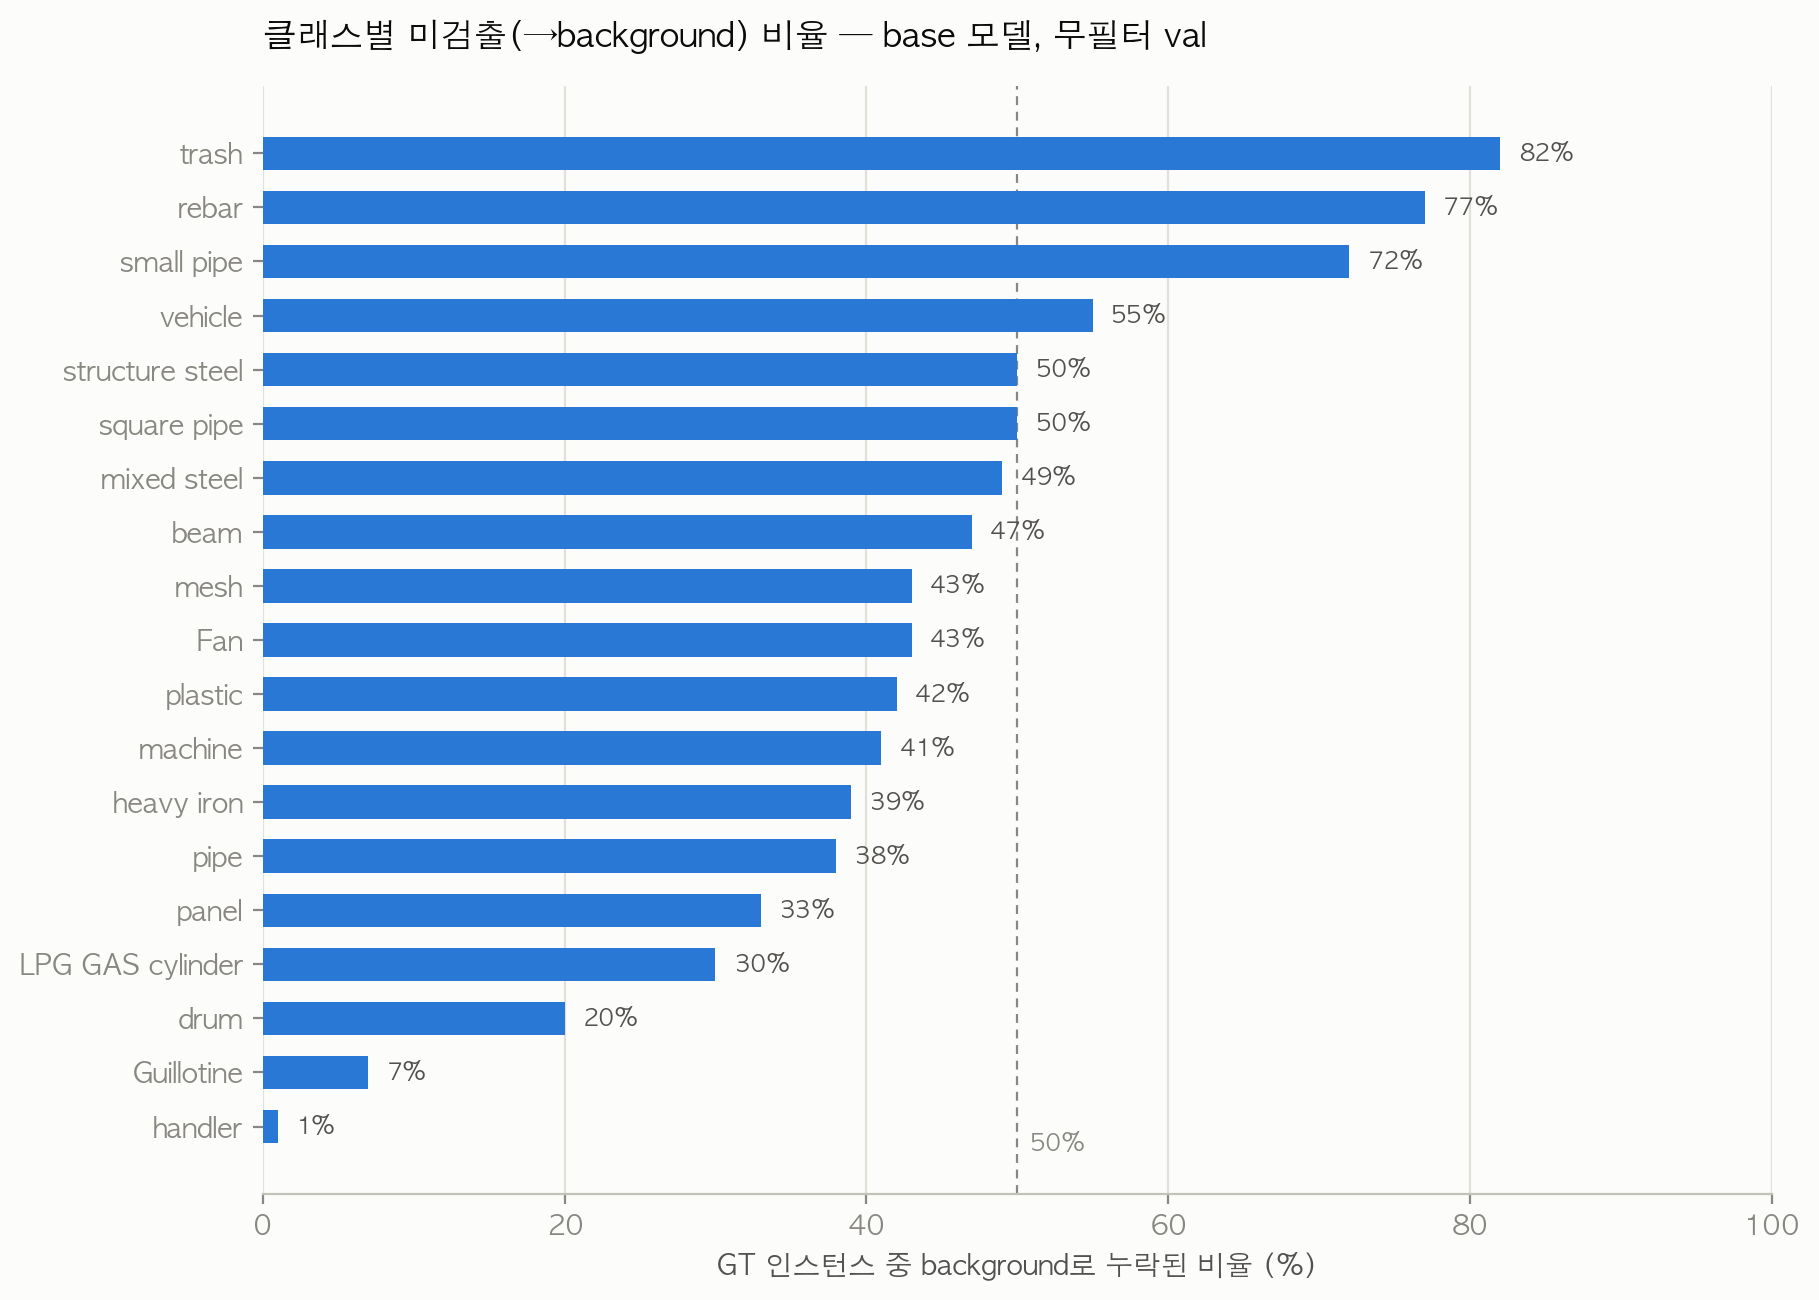 클래스별 미검출(→background) 비율 — base 모델, 무필터 val
trash 82%
rebar 77%
small pipe 72%
vehicle 55%
structure steel 50%
square pipe 50%
mixed steel 49%
beam 47%
mesh 43%
Fan 43%
plastic 42%
machine 41%
heavy iron 39%
pipe 38%
panel 33%
LPG GAS cylinder 30%
drum 20%
Guillotine 7%
handler 1%
50%
0 20 40 60 80 100
GT 인스턴스 중 background로 누락된 비율 (%)